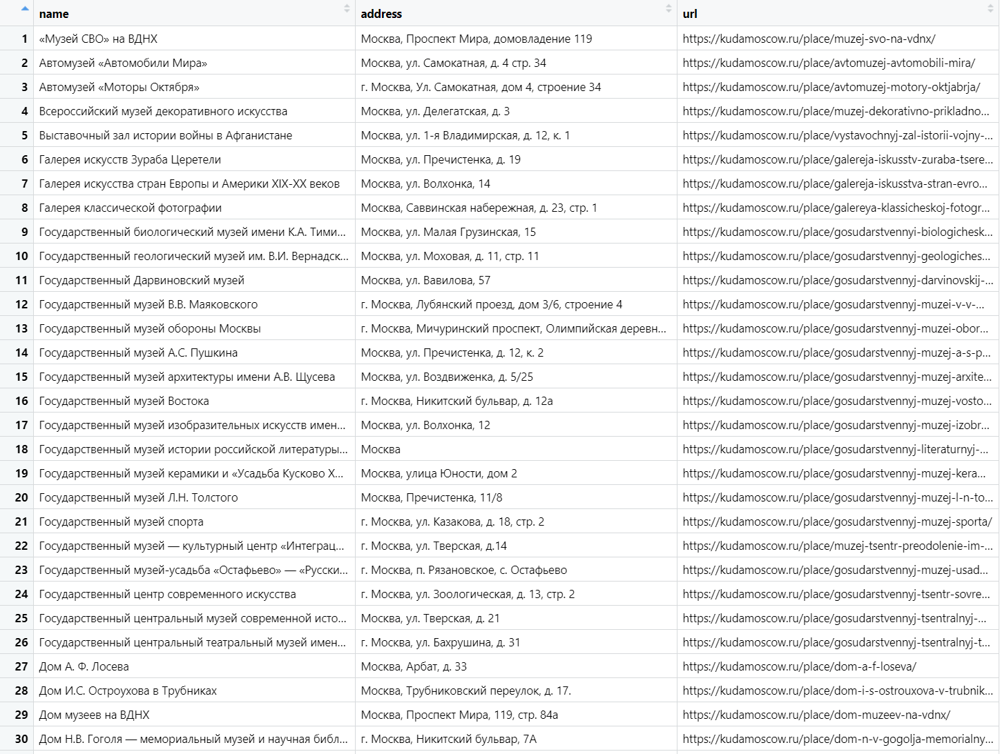 name address url
1 «Музей СВО» на ВДНХ Москва, Проспект Мира, домовладение 119 https://kudamoscow.ru/place/muzej-svo-na-vdnx/
2 Автомузей «Автомобили Мира» Москва, ул. Самокатная, д. 4 стр. 34 https://kudamoscow.ru/place/avtomuzej-avtomobili-mira/
3 Автомузей «Моторы Октября» г. Москва, Ул. Самокатная, дом 4, строение 34 https://kudamoscow.ru/place/avtomuzej-motory-oktjabrja/
4 Всероссийский музей декоративного искусства Москва, ул. Делегатская, д. 3 https://kudamoscow.ru/place/muzej-dekorativno-prikladno...
5 Выставочный зал истории войны в Афганистане Москва, ул. 1-я Владимирская, д. 12, к. 1 https://kudamoscow.ru/place/vystavochnyj-zal-istorii-vojny-...
6 Галерея искусств Зураба Церетели Москва, ул. Пречистенка, д. 19 https://kudamoscow.ru/place/galereja-iskusstv-zuraba-tsere...
7 Галерея искусства стран Европы и Америки XIX-XX веков Москва, ул. Волхонка, 14 https://kudamoscow.ru/place/galereja-iskusstva-stran-evro...
8 Галерея классической фотографии Москва, Саввинская набережная, д. 23, стр. 1 https://kudamoscow.ru/place/galereya-klassicheskoj-fotogr...
9 Государственный биологический музей имени К.А. Тими... Москва, ул. Малая Грузинская, 15 https://kudamoscow.ru/place/gosudarstvennyi-biologichesk...
10 Государственный геологический музей им. В.И. Вернадск... Москва, ул. Моховая, д. 11, стр. 11 https://kudamoscow.ru/place/gosudarstvennyj-geologiches...
11 Государственный Дарвиновский музей Москва, ул. Вавилова, 57 https://kudamoscow.ru/place/gosudarstvennyj-darvinovskij-...
12 Государственный музей В.В. Маяковского г. Москва, Лубянский проезд, дом 3/6, строение 4 https://kudamoscow.ru/place/gosudarstvennyj-muzei-v-v-...
13 Государственный музей обороны Москвы г. Москва, Мичуринский проспект, Олимпийская деревн... https://kudamoscow.ru/place/gosudarstvennyj-muzei-obor...
14 Государственный музей А.С. Пушкина Москва, ул. Пречистенка, д. 12, к. 2 https://kudamoscow.ru/place/gosudarstvennyj-muzej-a-s-p...
15 Государственный музей архитектуры имени А.В. Щусева Москва, ул. Воздвиженка, д. 5/25 https://kudamoscow.ru/place/gosudarstvennyj-muzej-arxite...
16 Государственный музей Востока г. Москва, Никитский бульвар, д. 12а https://kudamoscow.ru/place/gosudarstvennyj-muzej-vosto...
17 Государственный музей изобразительных искусств имен... Москва, ул. Волхонка, 12 https://kudamoscow.ru/place/gosudarstvennyj-muzej-izobr...
18 Государственный музей истории российской литературы... Москва https://kudamoscow.ru/place/gosudarstvennyj-literaturnyj-...
19 Государственный музей керамики и «Усадьба Кусково Х... Москва, улица Юности, дом 2 https://kudamoscow.ru/place/gosudarstvennyj-muzej-kera...
20 Государственный музей Л.Н. Толстого Москва, Пречистенка, 11/8 https://kudamoscow.ru/place/gosudarstvennyj-muzej-l-n-to...
21 Государственный музей спорта г. Москва, ул. Казакова, д. 18, стр. 2 https://kudamoscow.ru/place/gosudarstvennyj-muzej-sporta/
22 Государственный музей — культурный центр «Интеграц... г. Москва, ул. Тверская, д.14 https://kudamoscow.ru/place/muzej-tsentr-preodolenie-im-...
23 Государственный музей-усадьба «Остафьево» — «Русски... г. Москва, п. Рязановское, с. Остафьево https://kudamoscow.ru/place/gosudarstvennyj-muzej-usad...
24 Государственный центр современного искусства г. Москва, ул. Зоологическая, д. 13, стр. 2 https://kudamoscow.ru/place/gosudarstvennyj-tsentr-sovre...
25 Государственный центральный музей современной исто... Москва, ул. Тверская, д. 21 https://kudamoscow.ru/place/gosudarstvennyj-tsentralnyj-...
26 Государственный центральный театральный музей имен... г. Москва, ул. Бахрушина, д. 31 https://kudamoscow.ru/place/gosudarstvennyj-tsentralnyj-t...
27 Дом А. Ф. Лосева Москва, Арбат, д. 33 https://kudamoscow.ru/place/dom-a-f-loseva/
28 Дом И.С. Остроухова в Трубниках Москва, Трубниковский переулок, д. 17. https://kudamoscow.ru/place/dom-i-s-ostrouxova-v-trubnik...
29 Дом музеев на ВДНХ Москва, Проспект Мира, 119, стр. 84а https://kudamoscow.ru/place/dom-muzeev-na-vdnx/
30 Дом Н.В. Гоголя — мемориальный музей и научная библ... г. Москва, Никитский бульвар, 7А https://kudamoscow.ru/place/dom-n-v-gogolja-memorialny...